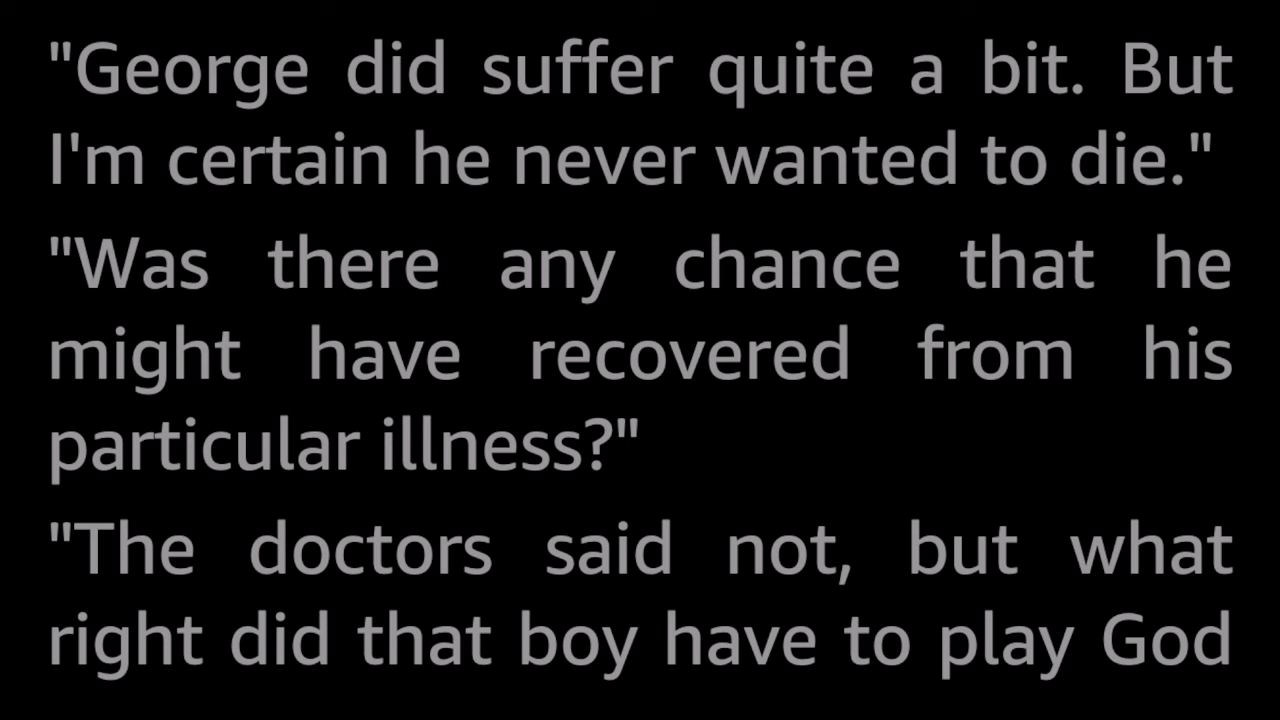 "George did suffer quite a bit. But
I'm certain he never wanted to die."
"Was there any chance that he
might have recovered from his
particular illness?"
"The doctors said not, but what
right did that boy have to play God